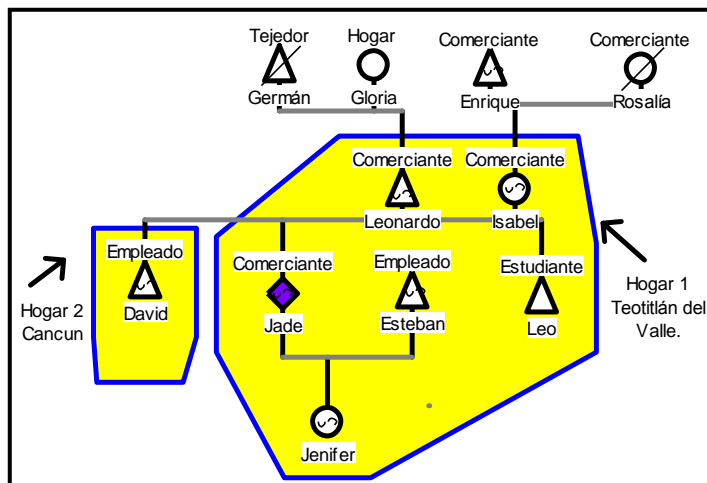 Tejedor
Hogar
Comerciante
Comerciante
Germán
Gloria
Enrique
Rosalía
Comerciante
Comerciante
Leonardo
Isabel
Empleado
David
Hogar 2
Cancun
Comerciante
Jade
Empleado
Esteban
Estudiante
Leo
Hogar 1
Teotitlán del
Valle.
Jenifer